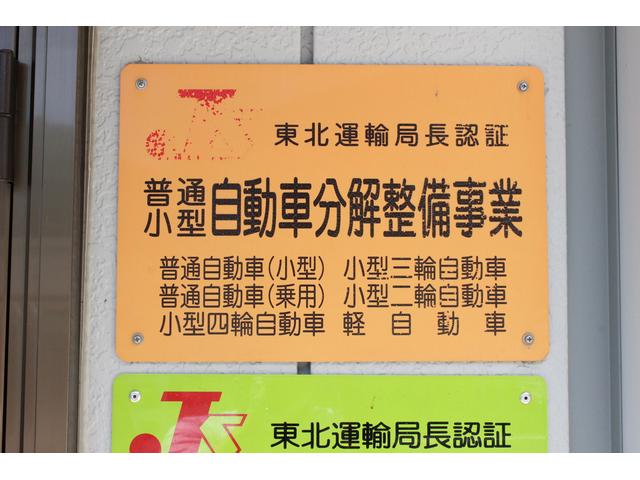 東北運輸局長認証
普通
小型
自動車分解整備事業
普通自動車(小型) 小型三輪自動車
普通自動車(乗用) 小型二輪自動車
小型四輪自動車 軽自動車
東北運輸局長認証